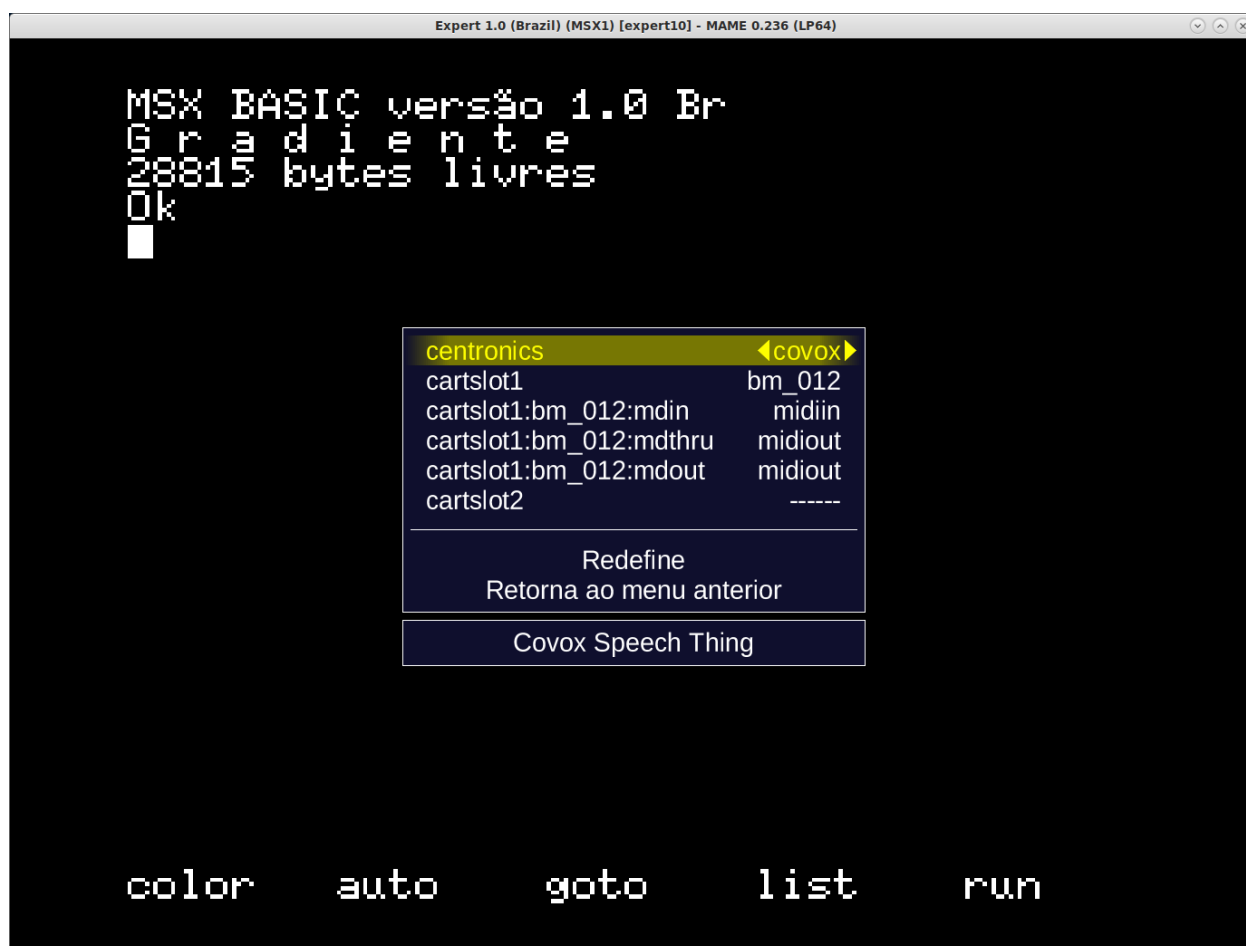 Expert 1.0 (Brazil) (MSX1) [expert10] - MAME 0.236 (LP64)
MSX BASIC versão 1.0 Br
G r a d i e n t e
28815 bytes livres
Ok
centronics covox
cartslot1 bm_012
cartslot1:bm_012:mdin midiin
cartslot1:bm_012:mdthru midiout
cartslot1:bm_012:mdout midiout
cartslot2 ------
Redefine
Retorna ao menu anterior
Covox Speech Thing
color auto goto list run